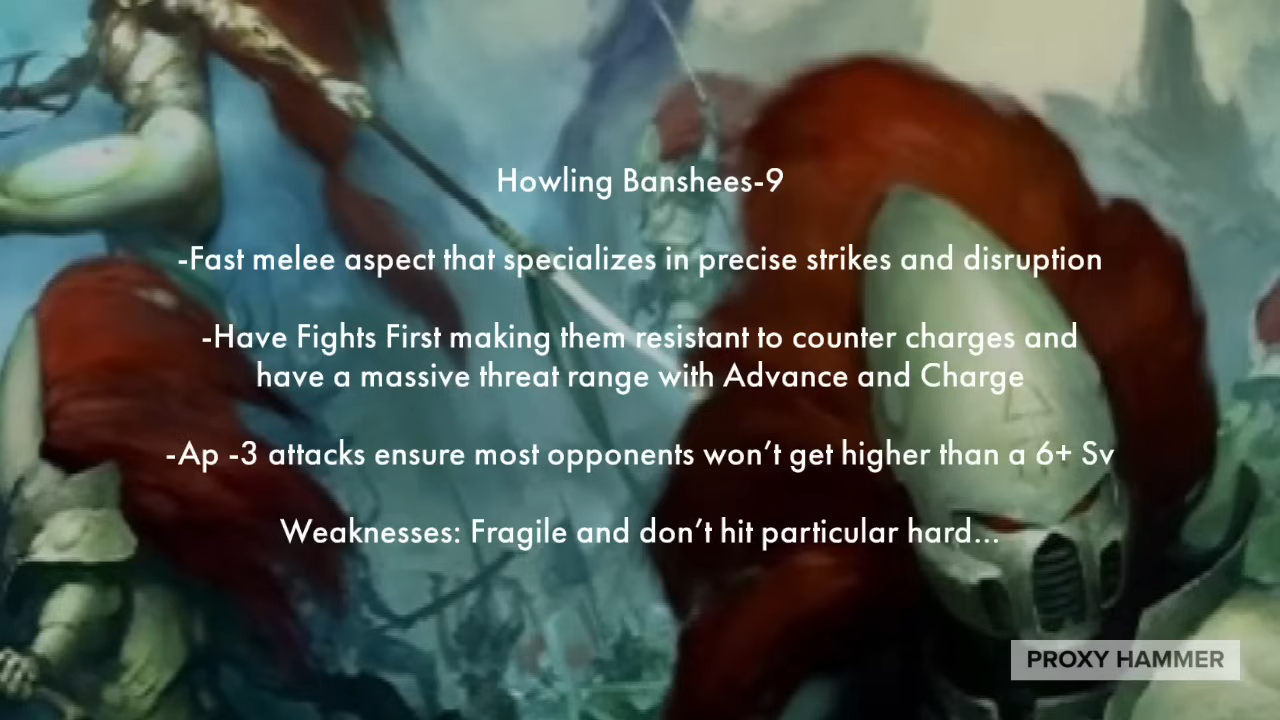 Howling Banshees-9
-Fast melee aspect that specializes in precise strikes and disruption
-Have Fights First making them resistant to counter charges and
have a massive threat range with Advance and Charge
-Ap -3 attacks ensure most opponents won’t get higher than a 6+ Sv
Weaknesses: Fragile and don’t hit particular hard...
PROXY HAMMER